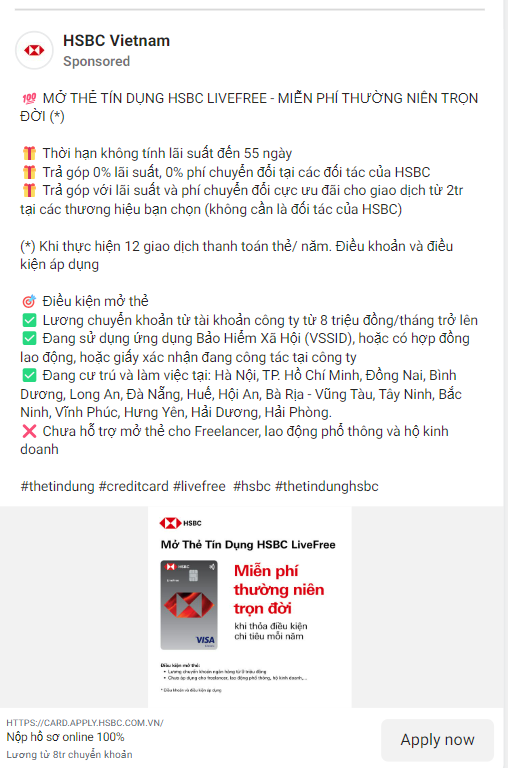 HSBC Vietnam
Sponsored
💯 MỞ THẺ TÍN DỤNG HSBC LIVEFREE - MIỄN PHÍ THƯỜNG NIÊN TRỌN
ĐỜI (*)
🎁 Thời hạn không tính lãi suất đến 55 ngày
🎁 Trả góp 0% lãi suất, 0% phí chuyển đổi tại các đối tác của HSBC
🎁 Trả góp với lãi suất và phí chuyển đổi cực ưu đãi cho giao dịch từ 2tr
tại các thương hiệu bạn chọn (không cần là đối tác của HSBC)
(*) Khi thực hiện 12 giao dịch thanh toán thẻ/ năm. Điều khoản và điều
kiện áp dụng
🎯 Điều kiện mở thẻ
✅ Lương chuyển khoản từ tài khoản công ty từ 8 triệu đồng/tháng trở lên
✅ Đang sử dụng ứng dụng Bảo Hiểm Xã Hội (VSSID), hoặc có hợp đồng
lao động, hoặc giấy xác nhận đang công tác tại công ty
✅ Đang cư trú và làm việc tại: Hà Nội, TP. Hồ Chí Minh, Đồng Nai, Bình
Dương, Long An, Đà Nẵng, Huế, Hội An, Bà Rịa - Vũng Tàu, Tây Ninh, Bắc
Ninh, Vĩnh Phúc, Hưng Yên, Hải Dương, Hải Phòng.
❌ Chưa hỗ trợ mở thẻ cho Freelancer, lao động phổ thông và hộ kinh
doanh
#thetindung #creditcard #livefree #hsbc #thetindunghsbc
HSBC
Mở Thẻ Tín Dụng HSBC LiveFree
HSBC
VISA
Miễn phí
thường niên
trọn đời
khi thỏa điều kiện
chi tiêu mỗi năm
Điều kiện mở thẻ:
• Lương chuyển khoản ngân hàng từ 8 triệu đồng
• Chưa áp dụng cho freelancer, lao động phổ thông, hộ kinh doanh,...
* Điều khoản và điều kiện áp dụng
HTTPS://CARD.APPLY.HSBC.COM.VN/
Nộp hồ sơ online 100%
Lương từ 8tr chuyển khoản
Apply now